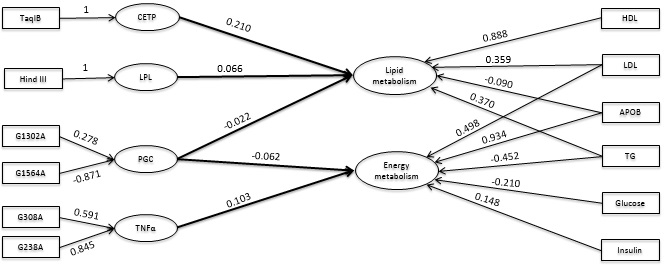 TaqIB
1
CETP
0.210
HDL
0.888
Hind III
1
LPL
0.066
Lipid
metabolism
0.359
LDL
-0.090
0.370
APOB
G1302A
0.278
-0.022
G1564A
-0.871
PGC
-0.062
0.498
0.934
-0.452
TG
Energy
metabolism
-0.210
Glucose
0.148
Insulin
G308A
0.591
TNFα
0.103
G238A
0.845